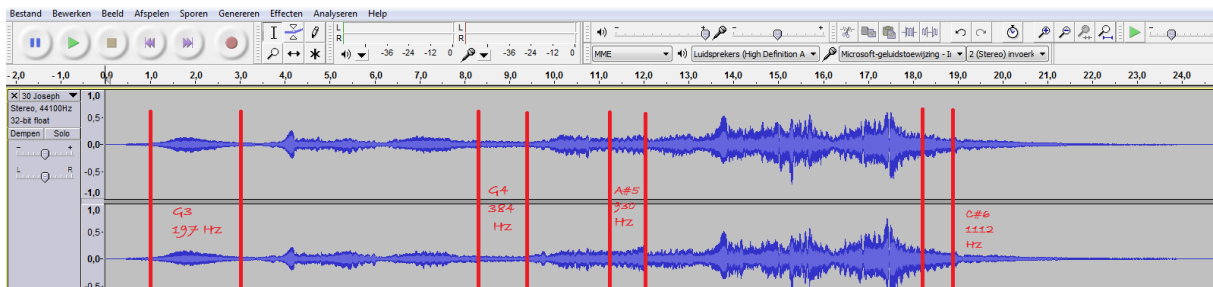 Bestand Bewerken Beeld Afspelen Sporen Genereren Effecten Analyseren Help
L
R
-36 -24 -12 0
L
R
-36 -24 -12 0
MME
Luidsprekers (High Definition A
Microsoft-geluidstoewijzing - I
2 (Stereo) invoerk
-2,0 -1,0 0,0 1,0 2,0 3,0 4,0 5,0 6,0 7,0 8,0 9,0 10,0 11,0 12,0 13,0 14,0 15,0 16,0 17,0 18,0 19,0 20,0 21,0 22,0 23,0 24,0
30 Joseph
Stereo, 44100Hz
32-bit float
Dempen Solo
- +
L R
1,0
0,5-
0,0-
-0,5-
-1,0
1,0
0,5-
0,0-
-0,5-
G3
197 Hz
G4
384
Hz
A#5
930
Hz
C#6
1112
Hz